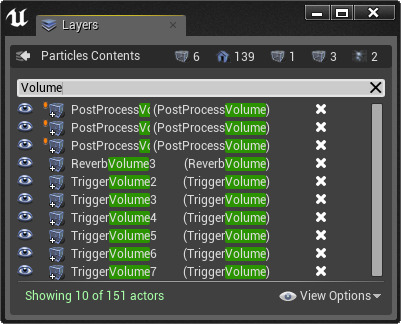 Layers
Particles Contents 6 139 1 3 2
Volume
PostProcessVo (PostProcessVolume)
PostProcessVo (PostProcessVolume)
PostProcessVo (PostProcessVolume)
ReverbVolume3 (ReverbVolume)
TriggerVolume2 (TriggerVolume)
TriggerVolume3 (TriggerVolume)
TriggerVolume4 (TriggerVolume)
TriggerVolume5 (TriggerVolume)
TriggerVolume6 (TriggerVolume)
TriggerVolume7 (TriggerVolume)
Showing 10 of 151 actors View Options